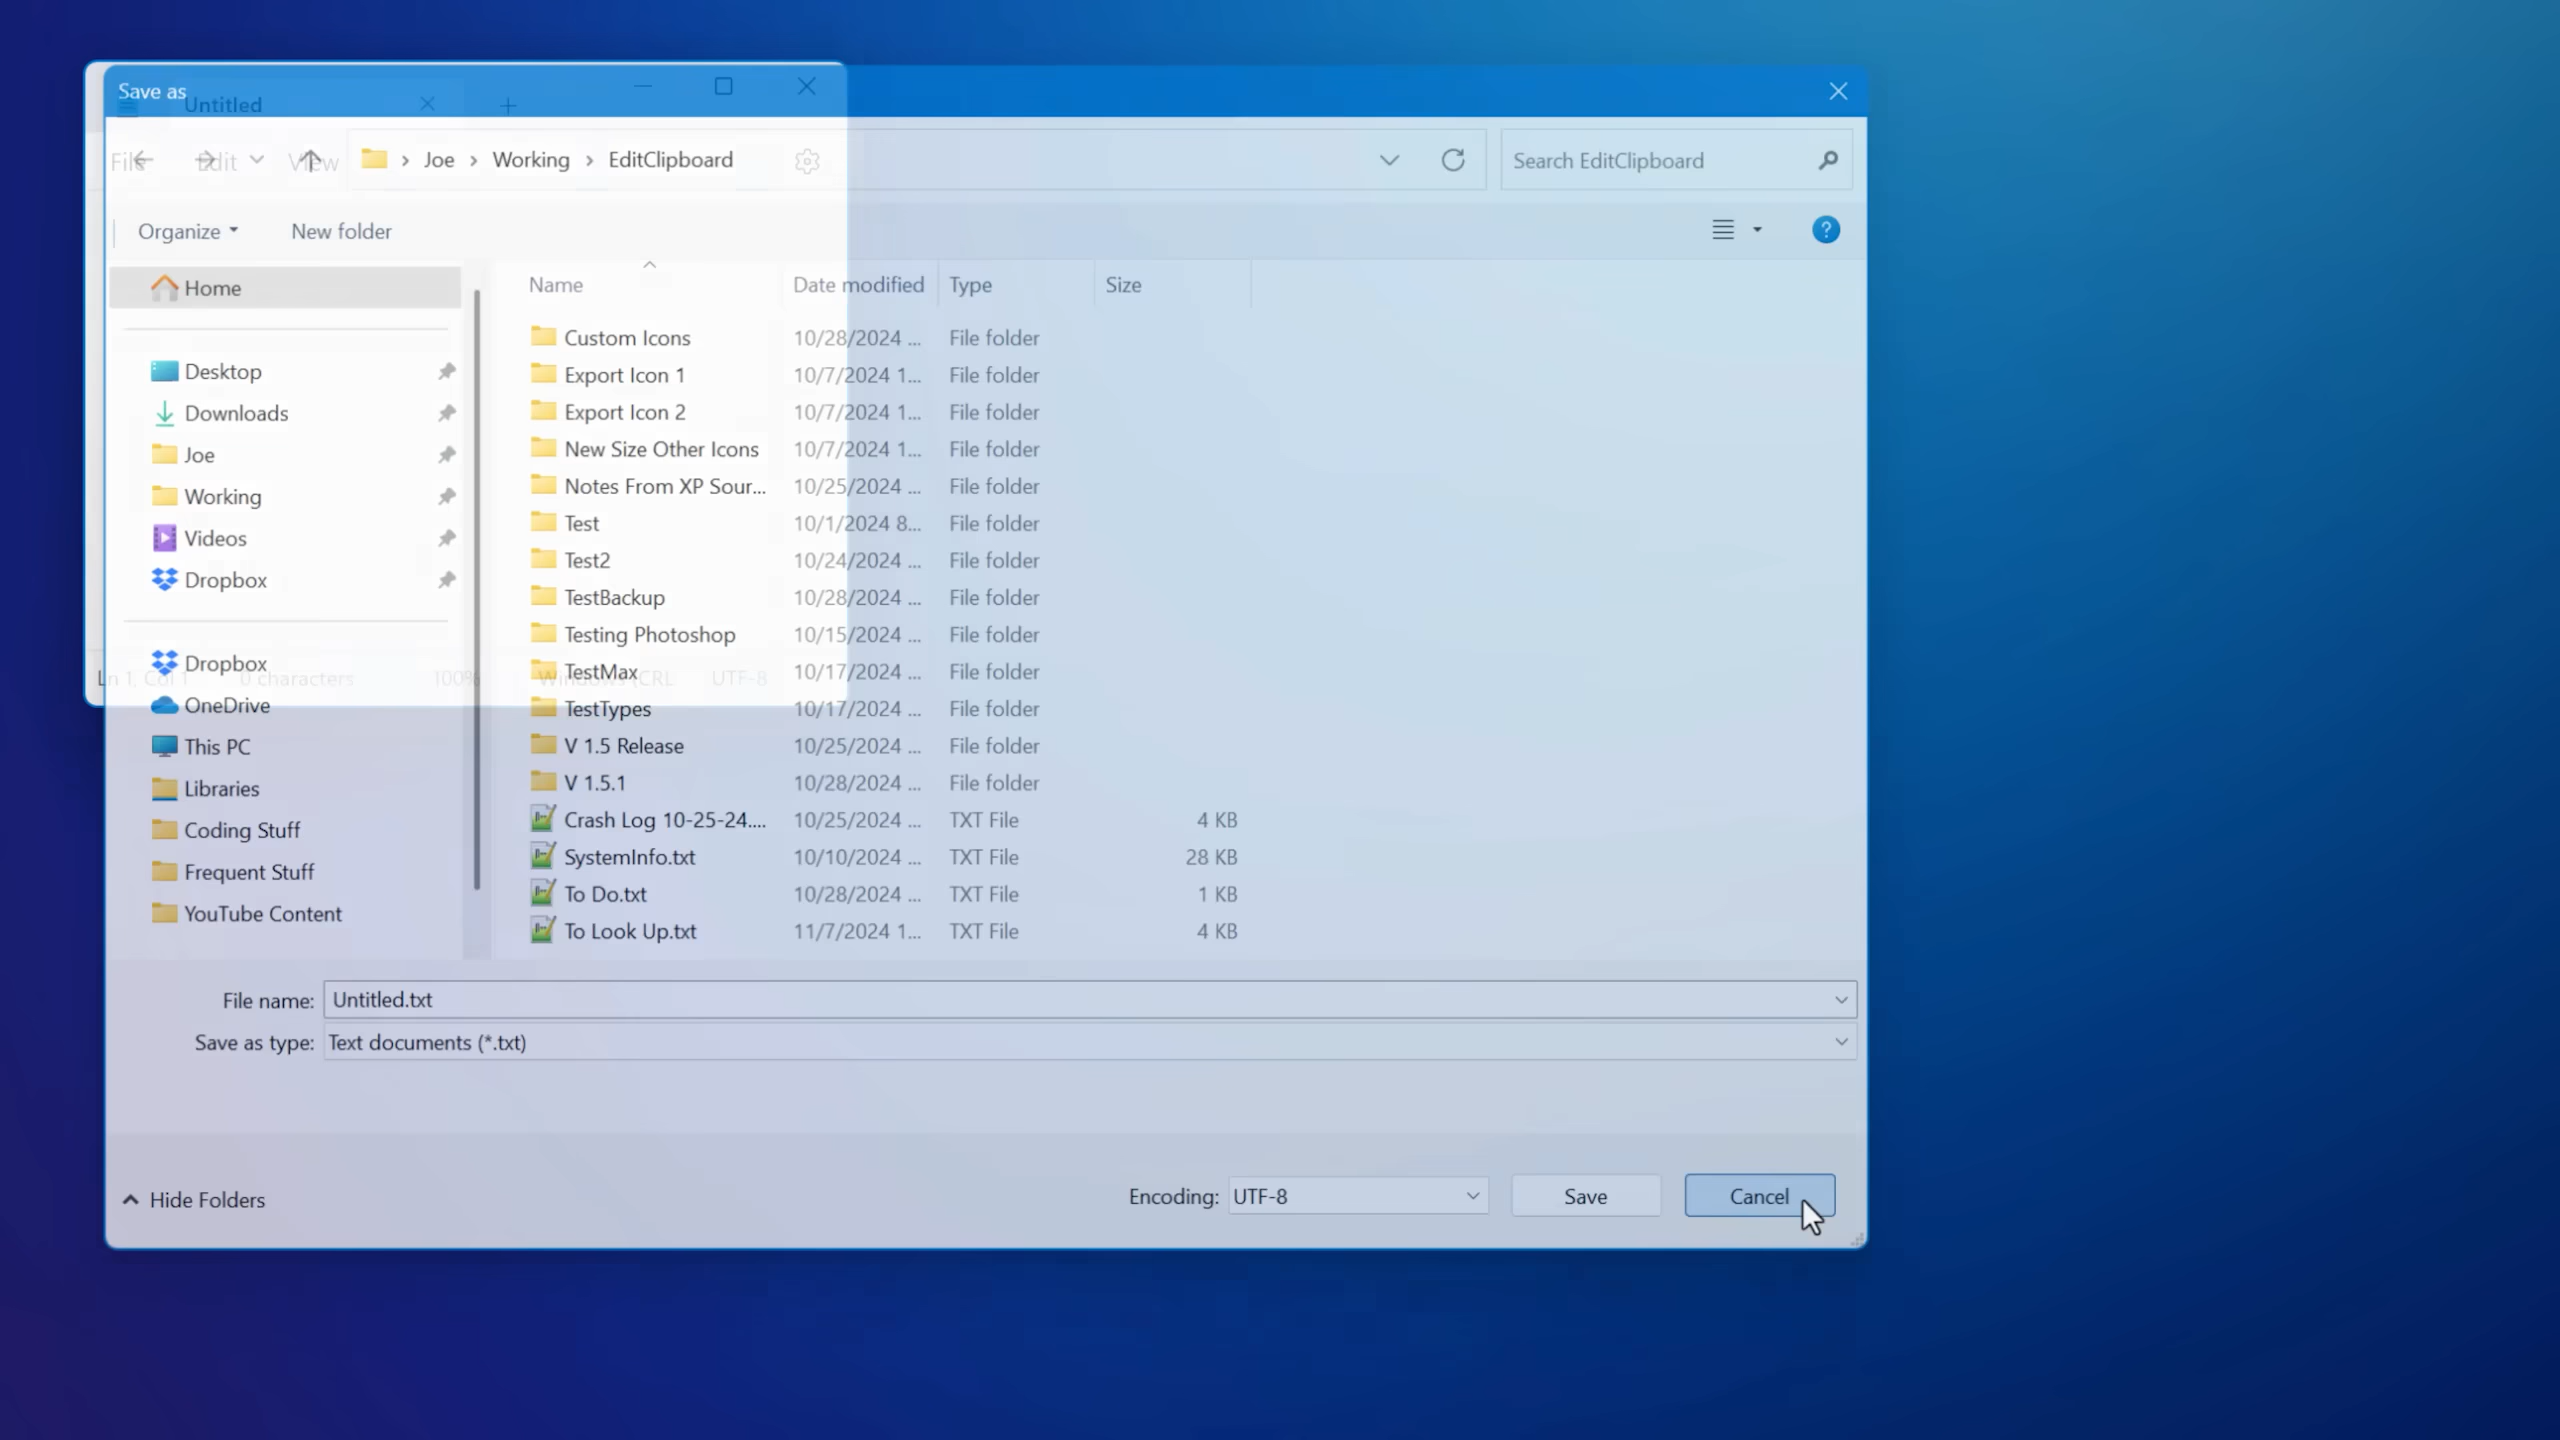 Save as
Untitled
File Edit View
Joe › Working › EditClipboard
Search EditClipboard
Organize
New folder
Name Date modified Type Size
Home
Desktop
Downloads
Joe
Working
Videos
Dropbox
Dropbox
OneDrive
This PC
Libraries
Coding Stuff
Frequent Stuff
YouTube Content
Custom Icons 10/28/2024 ... File folder
Export Icon 1 10/7/2024 1... File folder
Export Icon 2 10/7/2024 1... File folder
New Size Other Icons 10/7/2024 1... File folder
Notes From XP Sour... 10/25/2024 ... File folder
Test 10/1/2024 8... File folder
Test2 10/24/2024 ... File folder
TestBackup 10/28/2024 ... File folder
Testing Photoshop 10/15/2024 ... File folder
TestMax 10/17/2024 ... File folder
TestTypes 10/17/2024 ... File folder
V 1.5 Release 10/25/2024 ... File folder
V 1.5.1 10/28/2024 ... File folder
Crash Log 10-25-24.... 10/25/2024 ... TXT File 4 KB
SystemInfo.txt 10/10/2024 ... TXT File 28 KB
To Do.txt 10/28/2024 ... TXT File 1 KB
To Look Up.txt 11/7/2024 1... TXT File 4 KB
Ln 1, Col 1 0 characters 100% Windows (CRL UTF-8
File name: Untitled.txt
Save as type: Text documents (*.txt)
Hide Folders
Encoding: UTF-8
Save
Cancel